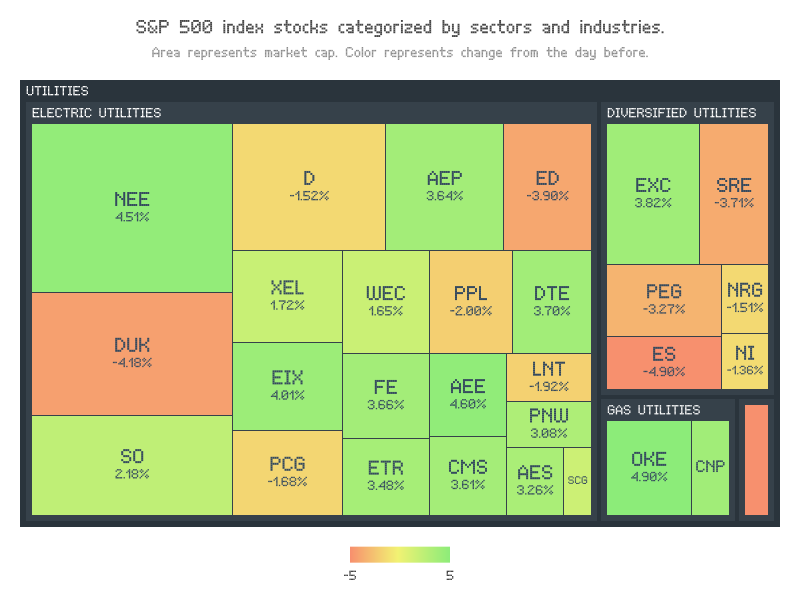 S&P 500 index stocks categorized by sectors and industries.
Area represents market cap. Color represents change from the day before.
UTILITIES
ELECTRIC UTILITIES
NEE
4.51%
DUK
-4.18%
SO
2.18%
D
-1.52%
AEP
3.64%
ED
-3.90%
XEL
1.72%
WEC
1.65%
PPL
-2.00%
DTE
3.70%
EIX
4.01%
FE
3.66%
AEE
4.60%
LNT
-1.92%
PNW
3.08%
PCG
-1.68%
ETR
3.48%
CMS
3.61%
AES
3.26%
SCG
DIVERSIFIED UTILITIES
EXC
3.82%
SRE
-3.71%
PEG
-3.27%
NRG
-1.51%
ES
-4.90%
NI
-1.36%
GAS UTILITIES
OKE
4.90%
CNP
-5
5